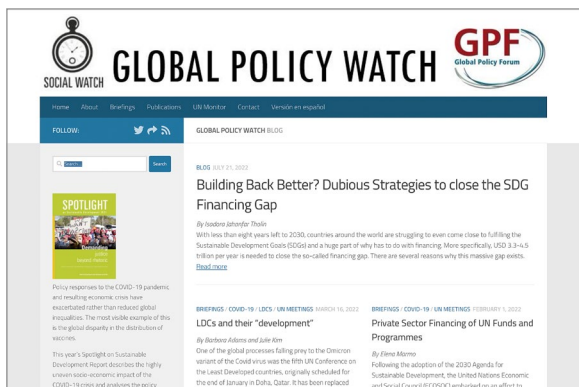 SOCIAL WATCH
GLOBAL POLICY WATCH
GPF
Global Policy Forum
Home About Briefings Publications UN Monitor Contact Versión en español
FOLLOW:
GLOBAL POLICY WATCH BLOG
Search
SPOTLIGHT
Demanding
Policy responses to the COVID-19 pandemic
and resulting economic crisis have
exacerbated rather than reduced global
inequalities. The most visible example of this
is the global disparity in the distribution of
vaccines.
This year's Spotlight on Sustainable
Development Report describes the highly
uneven socio-economic impact of the
COVID-19 crisis and analyses the policy
BLOG JULY 21, 2022
Building Back Better? Dubious Strategies to close the SDG
Financing Gap
By Isadora Jahanfar Tholin
With less than eight years left to 2030, countries around the world are struggling to even come close to fulfilling the
Sustainable Development Goals (SDGs) and a huge part of why has to do with financing. More specifically, USD 3.3-4.5
trillion per year is needed to close the so-called financing gap. There are several reasons why this massive gap exists.
Read more
BRIEFINGS / COVID-19 / LDCS / UN MEETINGS MARCH 16, 2022
LDCs and their "development"
By Barbara Adams and Julie Kim
One of the global processes falling prey to the Omicron
variant of the Covid virus was the fifth UN Conference on
the Least Developed countries, originally scheduled for
the end of January in Doha, Qatar. It has been replaced
BRIEFINGS / COVID-19 / UN MEETINGS FEBRUARY 1, 2022
Private Sector Financing of UN Funds and
Programmes
By Elena Marmo
Following the adoption of the 2030 Agenda for
Sustainable Development, the United Nations Economic
and Social Council (ECOSOC) embarked on an effort to